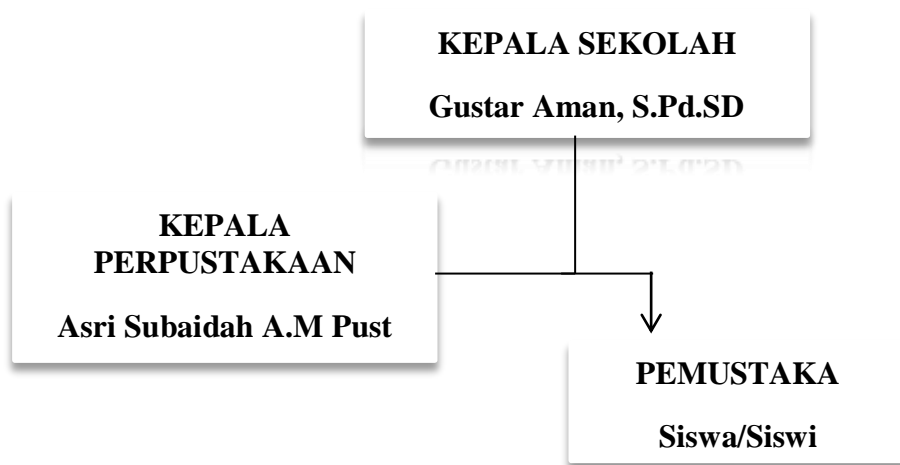 KEPALA SEKOLAH
Gustar Aman, S.Pd.SD
KEPALA
PERPUSTAKAAN
Asri Subaidah A.M Pust
PEMUSTAKA
Siswa/Siswi